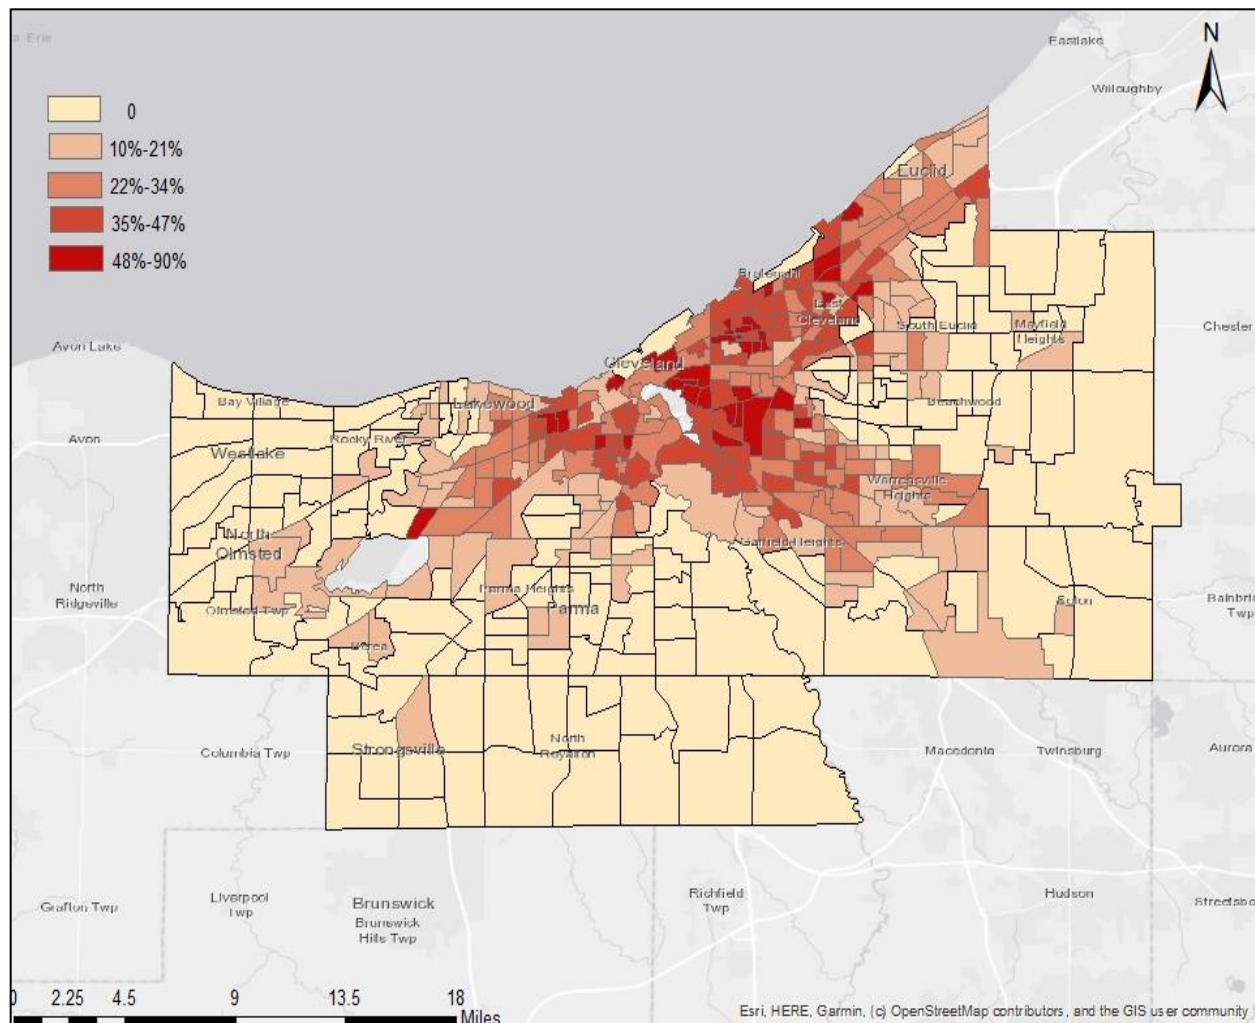 a Erie
N
Eastlake
Willoughby
0
10%-21%
22%-34%
35%-47%
48%-90%
Euclid
Bratenahl
East
Cleveland
South Euclid
Mayfield
Heights
Chester
Avon Lake
Cleveland
Bay Village
Lakewood
Beachwood
Avon
Rocky River
Westlake
Warrensville
Heights
North
Olmsted
Garfield Heights
North
Ridgeville
Olmsted Twp
Parma Heights
Parma
Solon
Bainbri
Twp
Berea
Columbia Twp
Strongsville
North
Royalton
Macedonia
Twinsburg
Aurora
Grafton Twp
Liverpool
Twp
Brunswick
Brunswick
Hills Twp
Richfield
Twp
Hudson
Streetsbo
0 2.25 4.5 9 13.5 18
Miles
Esri, HERE, Garmin, (c) OpenStreetMap contributors, and the GIS user community